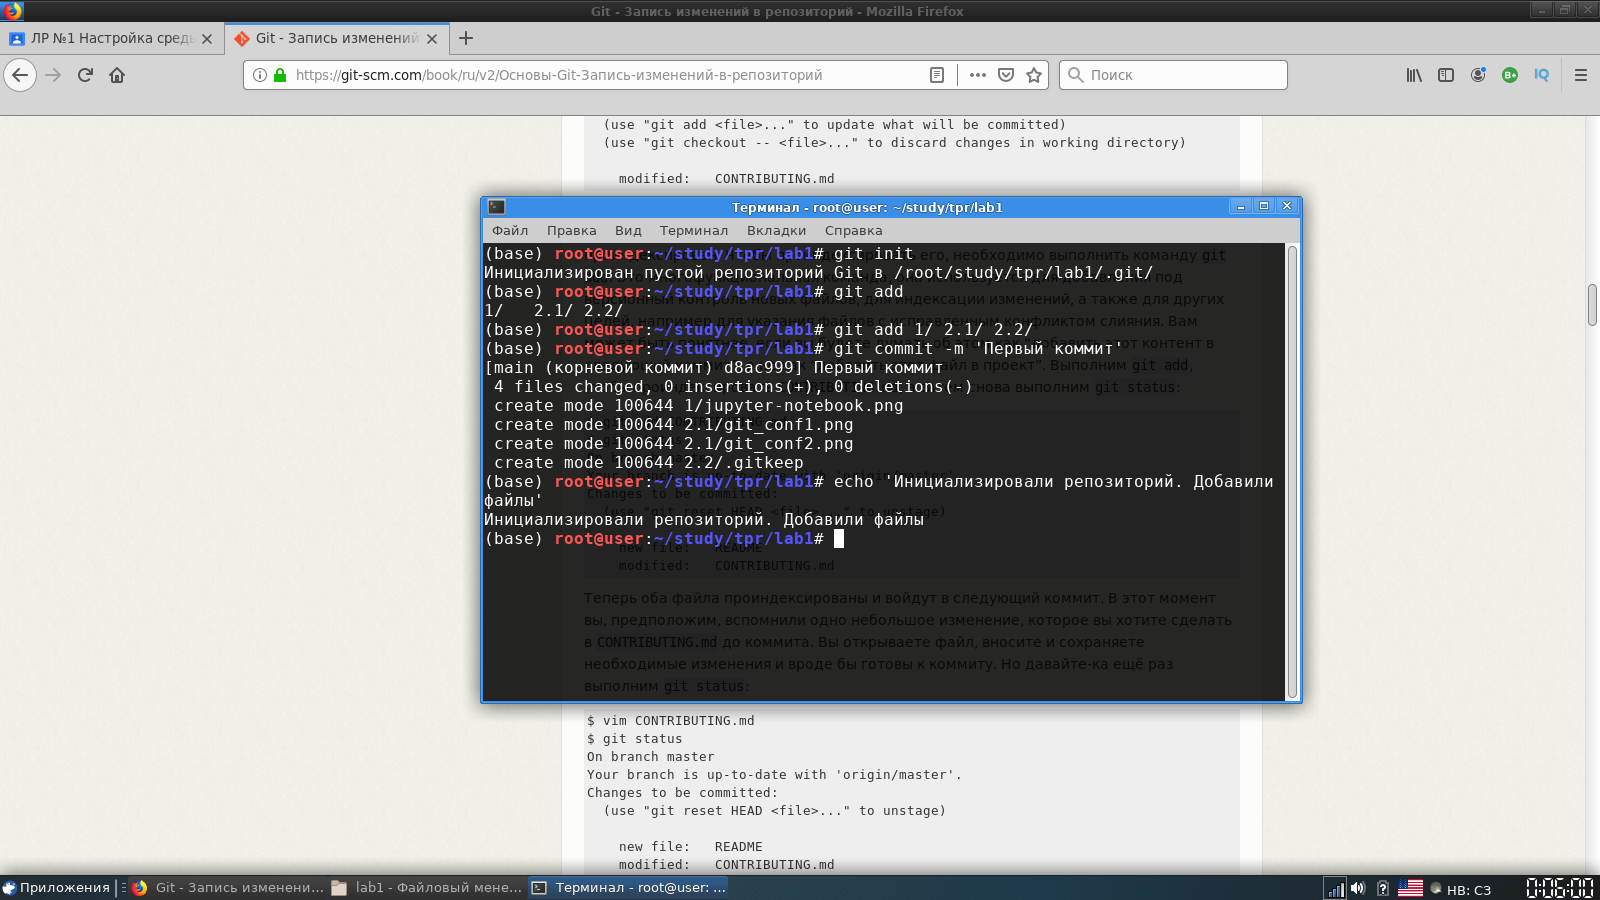 Git - Запись изменений в репозиторий - Mozilla Firefox
ЛР №1 Настройка средь
Git - Запись изменений
https://git-scm.com/book/ru/v2/Основы-Git-Запись-изменений-в-репозиторий
Поиск
(use "git add <file>..." to update what will be committed)
(use "git checkout -- <file>..." to discard changes in working directory)
modified:   CONTRIBUTING.md
Терминал - root@user: ~/study/tpr/lab1
Файл Правка Вид Терминал Вкладки Справка
(base) root@user:~/study/tpr/lab1# git init
Инициализирован пустой репозиторий Git в /root/study/tpr/lab1/.git/
(base) root@user:~/study/tpr/lab1# git add
1/   2.1/ 2.2/
(base) root@user:~/study/tpr/lab1# git add 1/ 2.1/ 2.2/
(base) root@user:~/study/tpr/lab1# git commit -m 'Первый коммит'
[main (корневой коммит) d8ac999] Первый коммит
 4 files changed, 0 insertions(+), 0 deletions(-)
 create mode 100644 1/jupyter-notebook.png
 create mode 100644 2.1/git_conf1.png
 create mode 100644 2.1/git_conf2.png
 create mode 100644 2.2/.gitkeep
(base) root@user:~/study/tpr/lab1# echo 'Инициализировали репозиторий. Добавили
файлы'
Инициализировали репозиторий. Добавили файлы
(base) root@user:~/study/tpr/lab1#
new file:   README
modified:   CONTRIBUTING.md
Теперь оба файла проиндексированы и войдут в следующий коммит. В этот момент
вы, предположим, вспомнили одно небольшое изменение, которое вы хотите сделать
в CONTRIBUTING.md до коммита. Вы открываете файл, вносите и сохраняете
необходимые изменения и вроде бы готовы к коммиту. Но давайте-ка ещё раз
выполним git status:
$ vim CONTRIBUTING.md
$ git status
On branch master
Your branch is up-to-date with 'origin/master'.
Changes to be committed:
(use "git reset HEAD <file>..." to unstage)
new file:   README
modified:   CONTRIBUTING.md
Приложения
Git - Запись изменени...
lab1 - Файловый мене...
Терминал - root@user: ...
НВ: СЗ
0:06:00